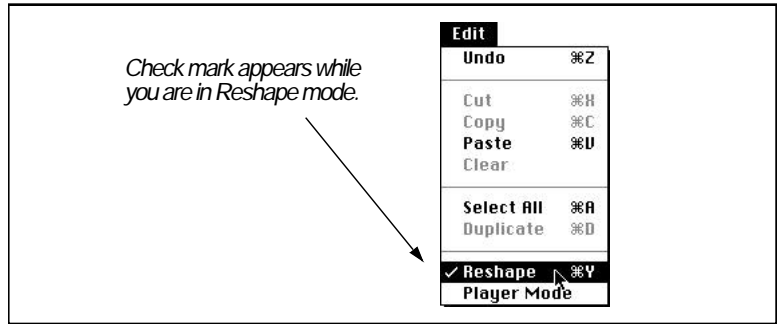 Check mark appears while
you are in Reshape mode.
Edit
Undo ⌘Z
Cut ⌘X
Copy ⌘C
Paste ⌘V
Clear
Select All ⌘A
Duplicate ⌘D
✓ Reshape ⌘Y
Player Mode